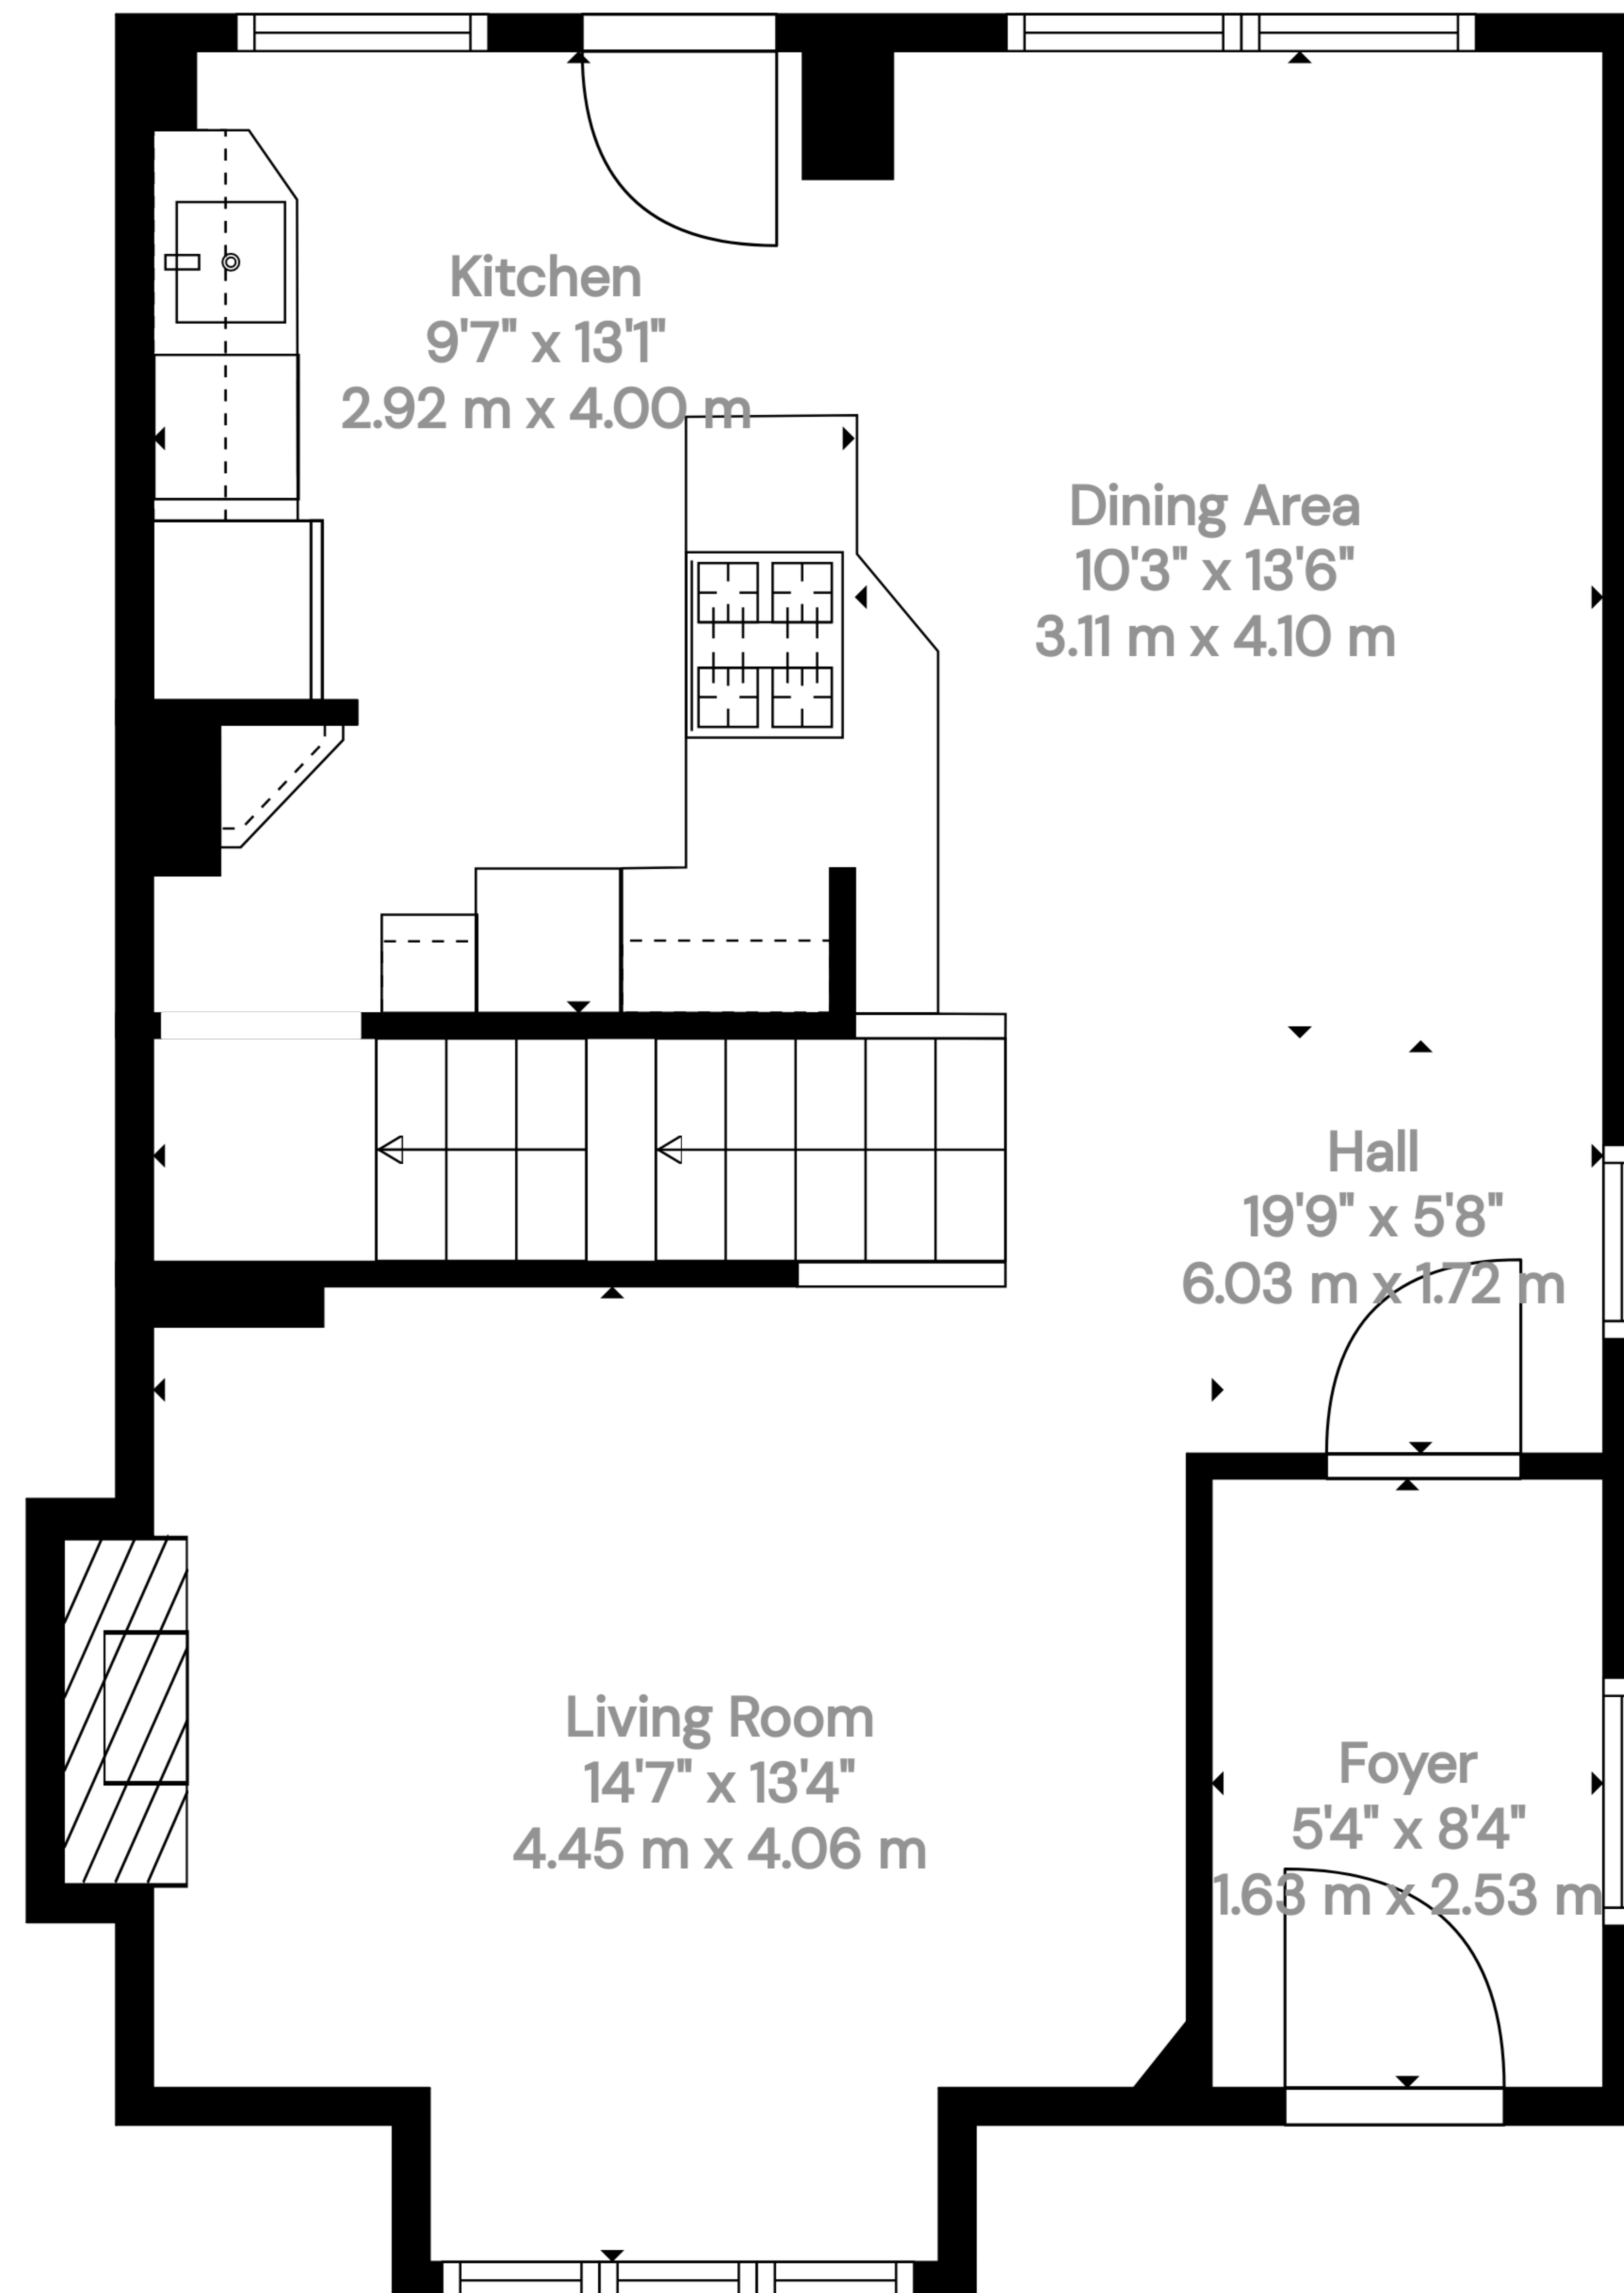 Kitchen
9'7" x 13'1"
2.92 m x 4.00 m
Dining Area
10'3" x 13'6"
3.11 m x 4.10 m
Hall
19'9" x 5'8"
6.03 m x 1.72 m
Living Room
14'7" x 13'4"
4.45 m x 4.06 m
Foyer
5'4" x 8'4"
1.63 m x 2.53 m